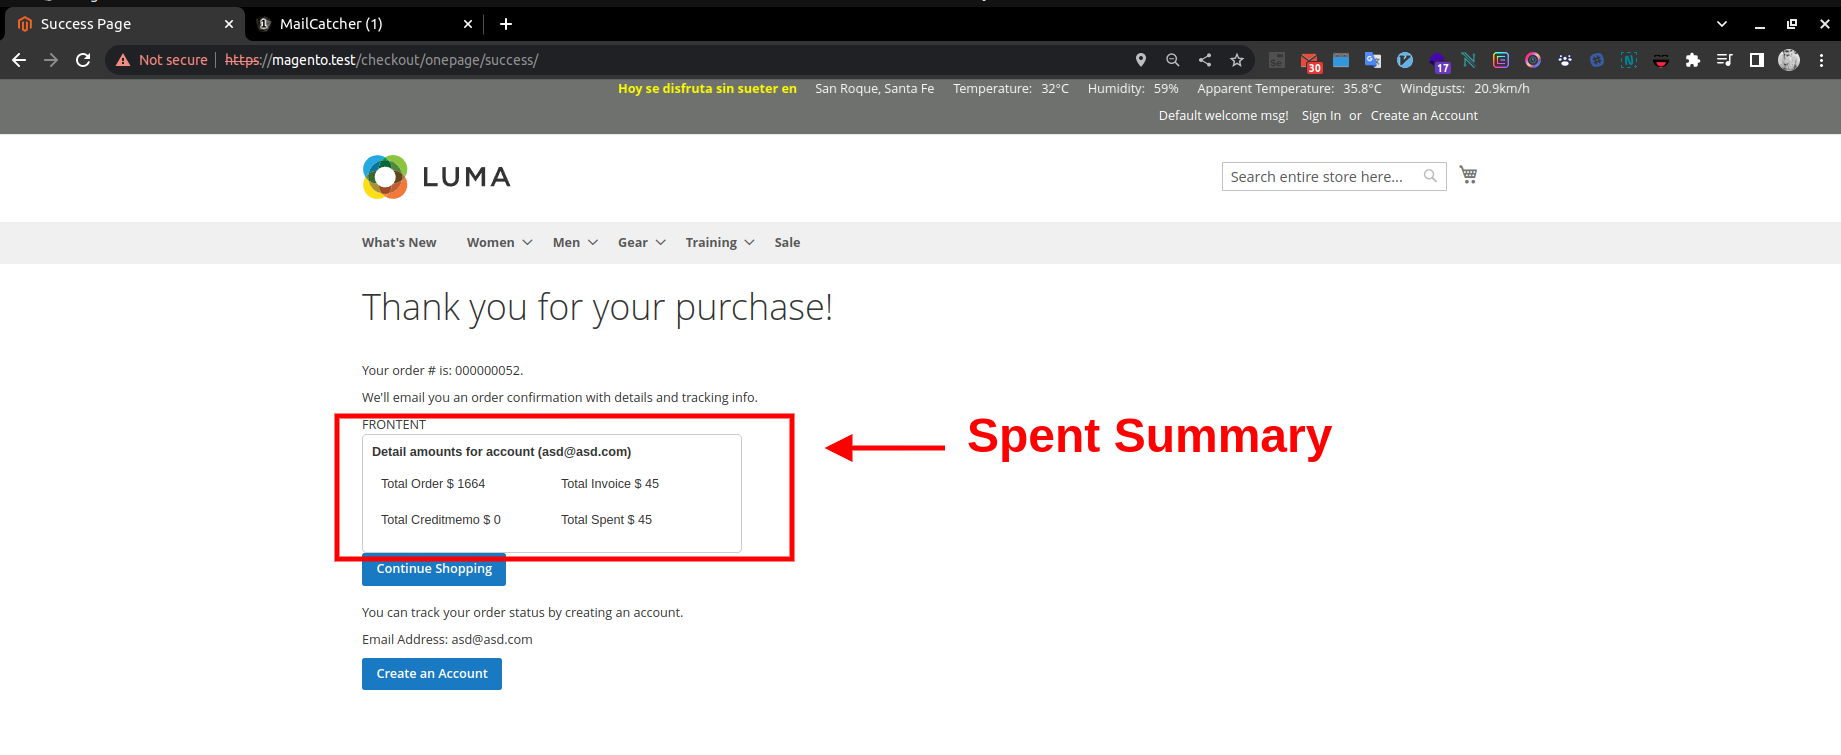 Success Page
MailCatcher (1)
Not secure https://magento.test/checkout/onepage/success/
30
17
Hoy se disfruta sin sueter en San Roque, Santa Fe Temperature: 32°C Humidity: 59% Apparent Temperature: 35.8°C Windgusts: 20.9km/h
Default welcome msg! Sign In or Create an Account
LUMA
Search entire store here...
What's New Women Men Gear Training Sale
Thank you for your purchase!
Your order # is: 000000052.
We'll email you an order confirmation with details and tracking info.
FRONTENT
Detail amounts for account (asd@asd.com)
Total Order $ 1664 Total Invoice $ 45
Total Creditmemo $ 0 Total Spent $ 45
Spent Summary
Continue Shopping
You can track your order status by creating an account.
Email Address: asd@asd.com
Create an Account